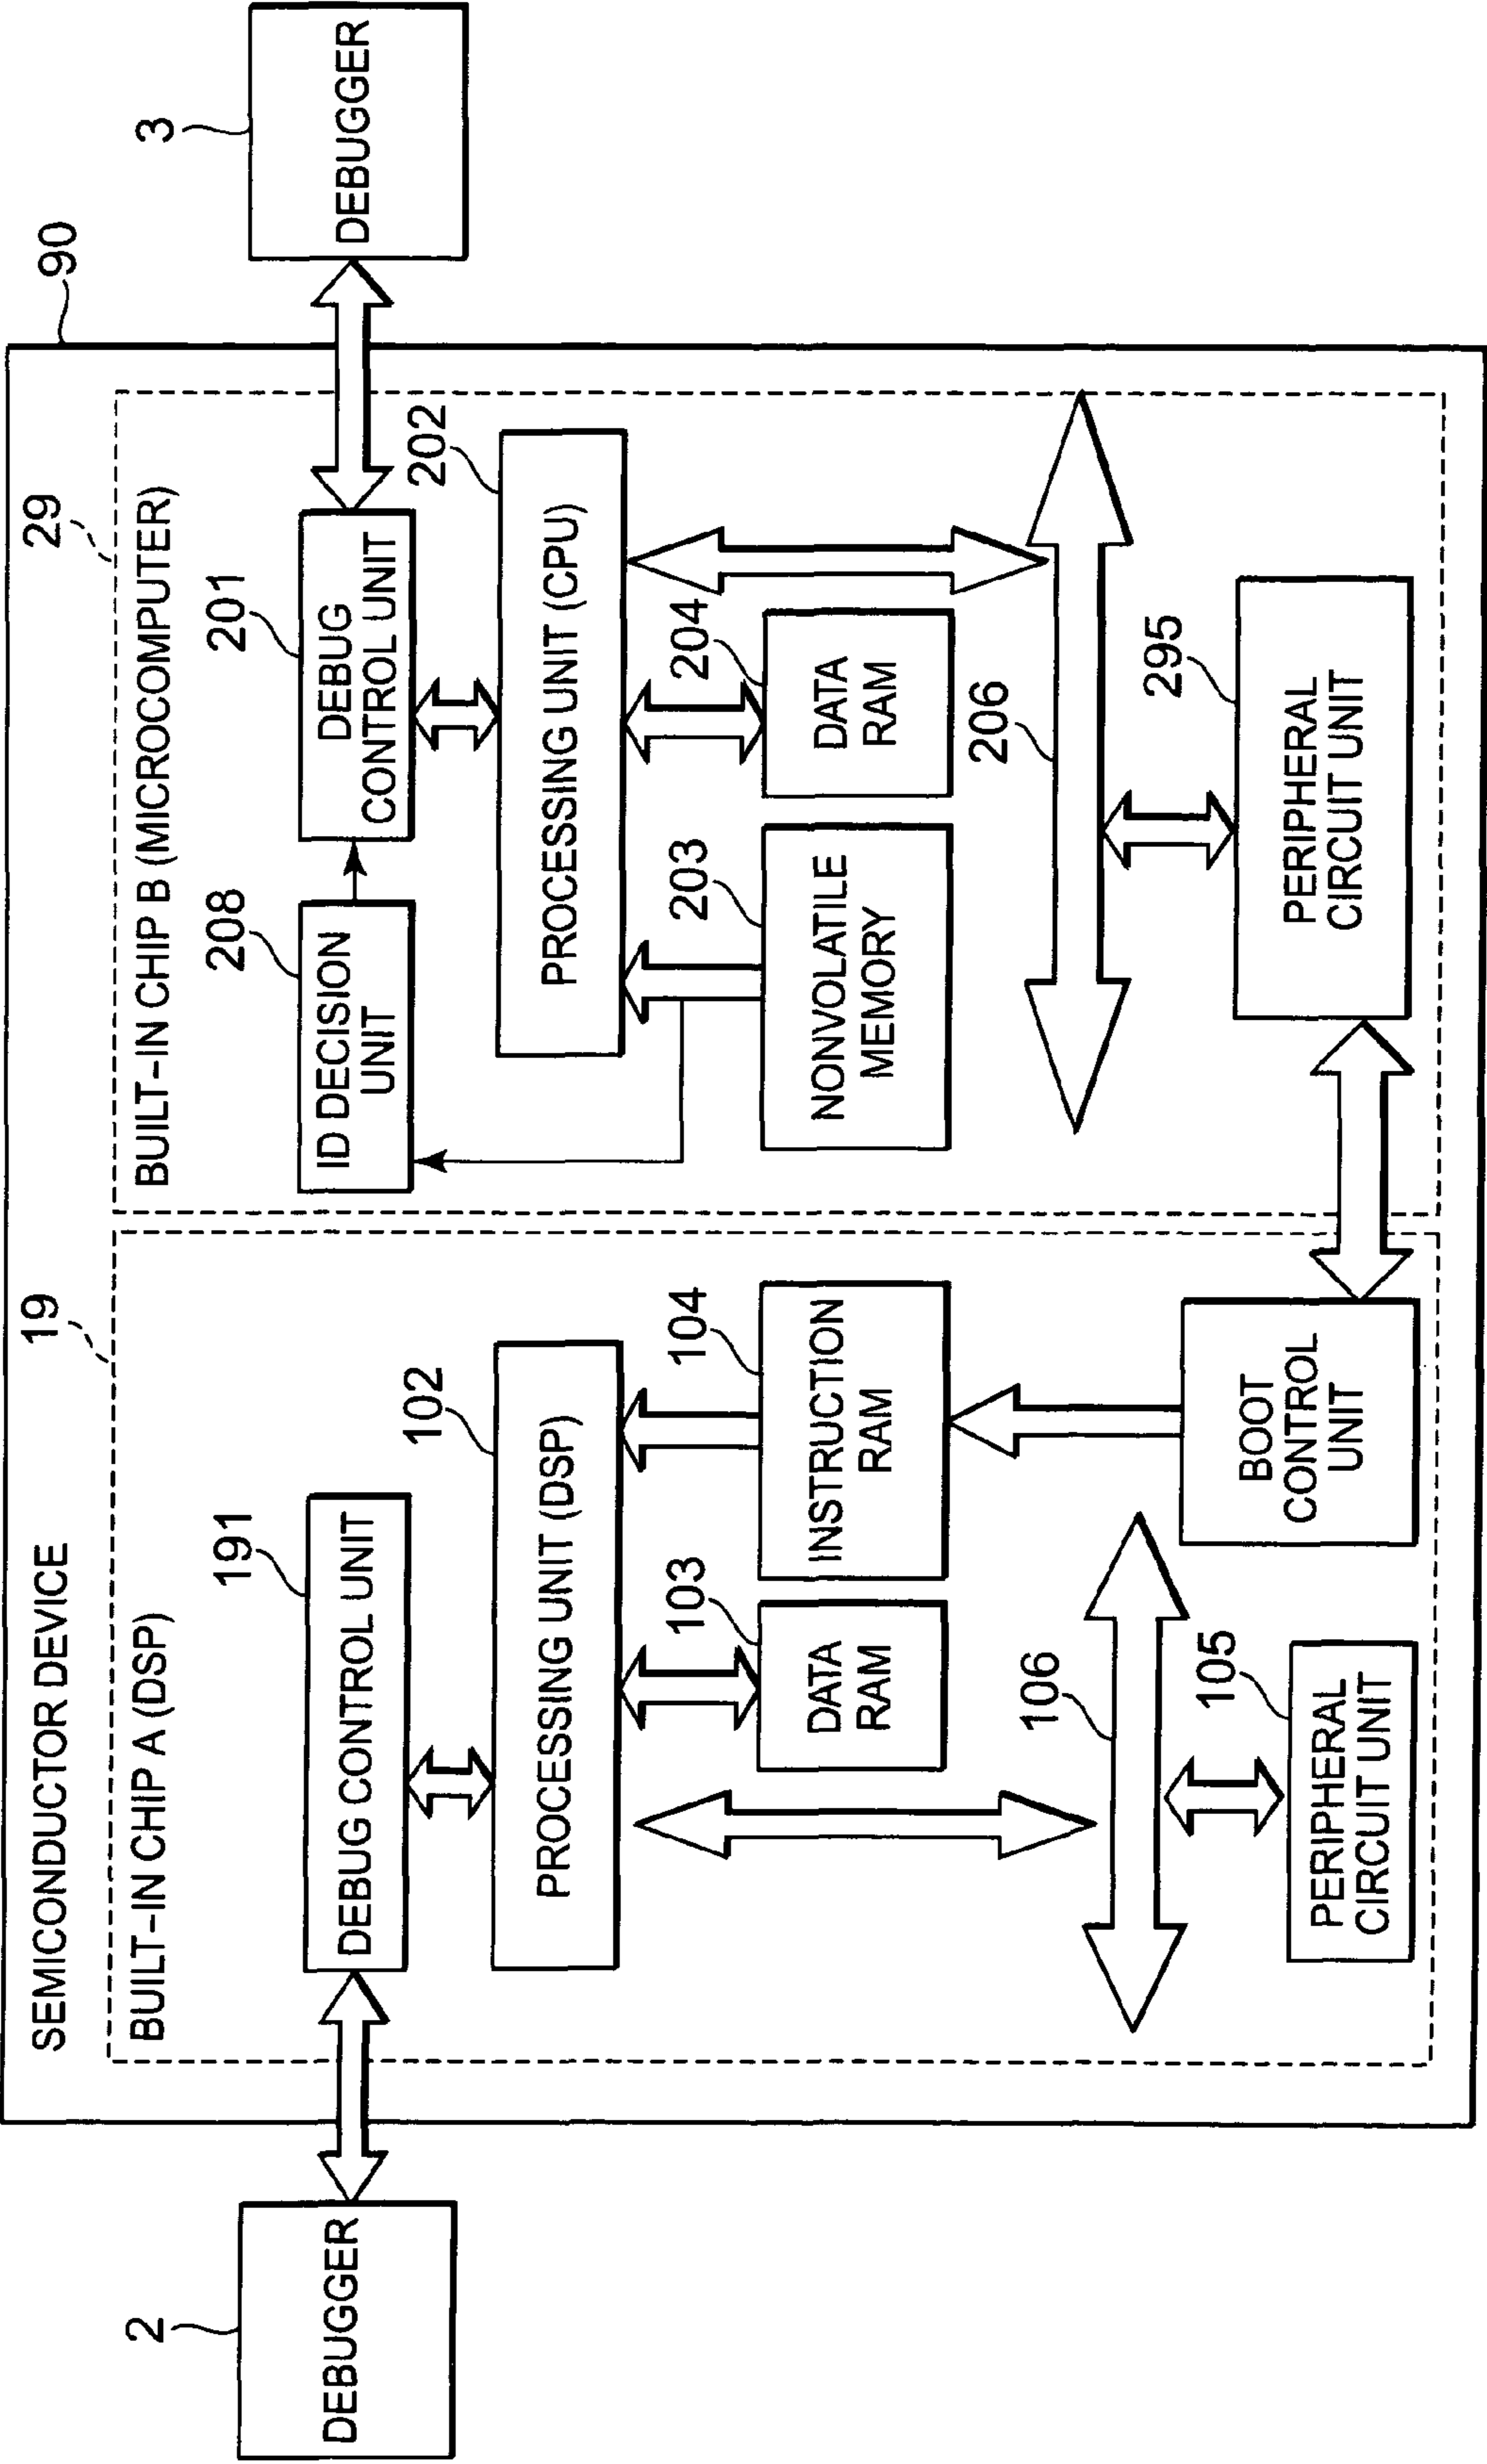 SEMICONDUCTOR DEVICE
90
19
29
BUILT-IN CHIP A (DSP)
BUILT-IN CHIP B (MICROCOMPUTER)
2
DEBUGGER
191
DEBUG CONTROL UNIT
208
ID DECISION
UNIT
201
DEBUG
CONTROL UNIT
3
DEBUGGER
102
PROCESSING UNIT (DSP)
202
PROCESSING UNIT (CPU)
103
DATA
RAM
104
INSTRUCTION
RAM
203
NONVOLATILE
MEMORY
204
DATA
RAM
106
206
105
PERIPHERAL
CIRCUIT UNIT
BOOT
CONTROL
UNIT
295
PERIPHERAL
CIRCUIT UNIT